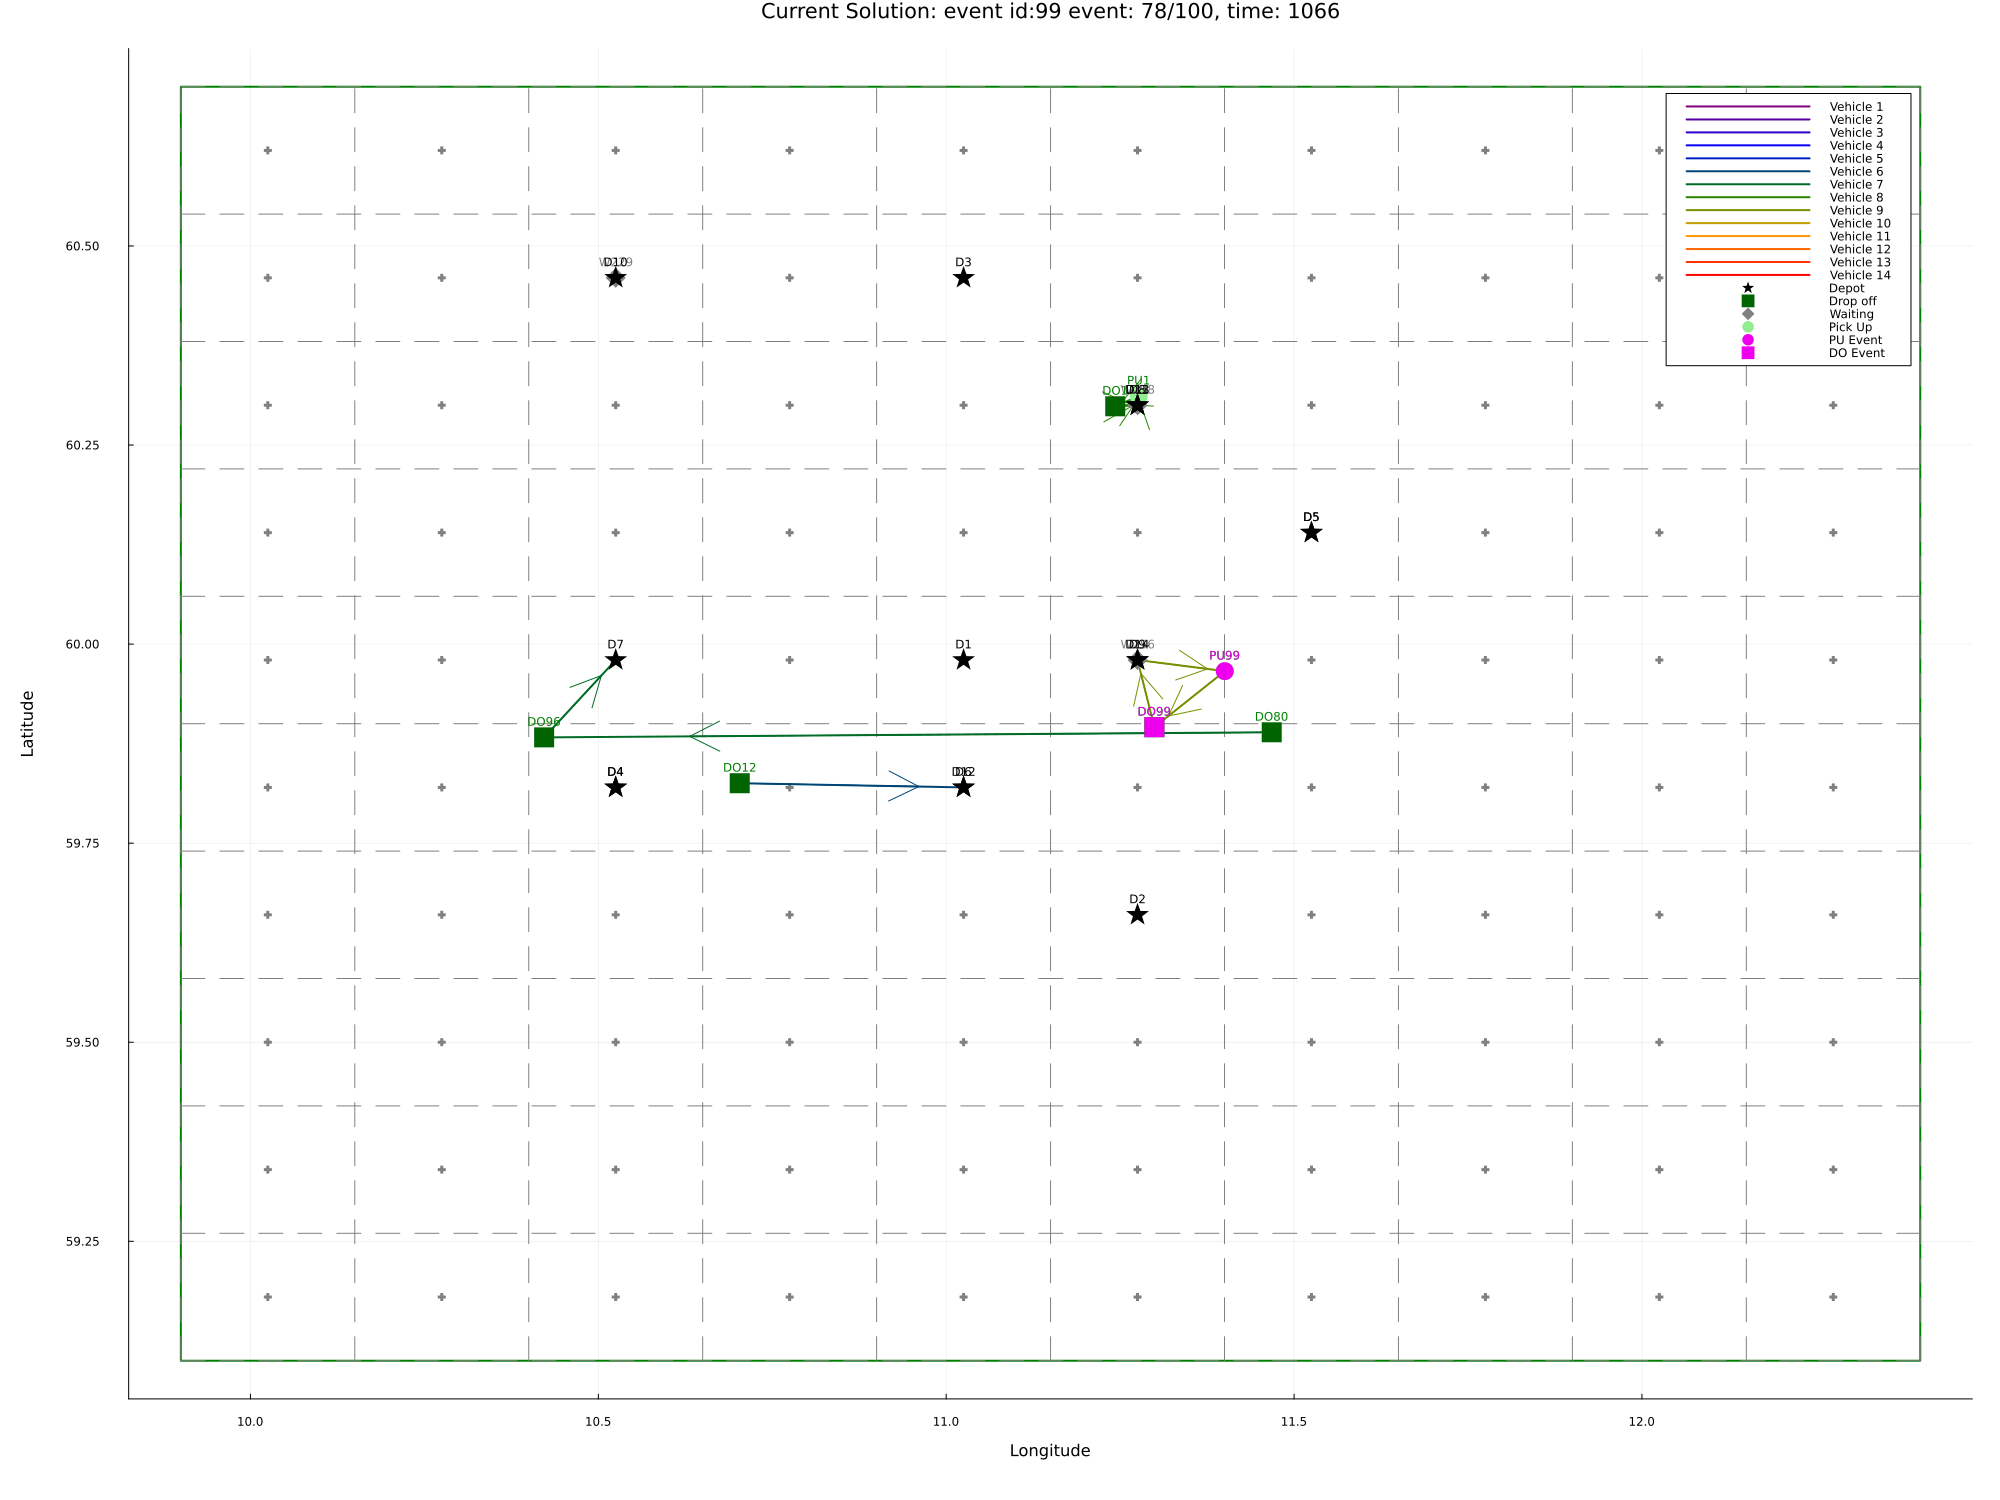 Current Solution: event id:99 event: 78/100, time: 1066
Vehicle 1
Vehicle 2
Vehicle 3
Vehicle 4
Vehicle 5
Vehicle 6
Vehicle 7
Vehicle 8
Vehicle 9
Vehicle 10
Vehicle 11
Vehicle 12
Vehicle 13
Vehicle 14
Depot
Drop off
Waiting
Pick Up
PU Event
DO Event
60.50
60.25
60.00
59.75
59.50
59.25
Latitude
D10
D3
PU1
D5
D7
D1
PU99
DO99
DO96
DO80
DO12
D4
D2
10.0
10.5
11.0
11.5
12.0
Longitude